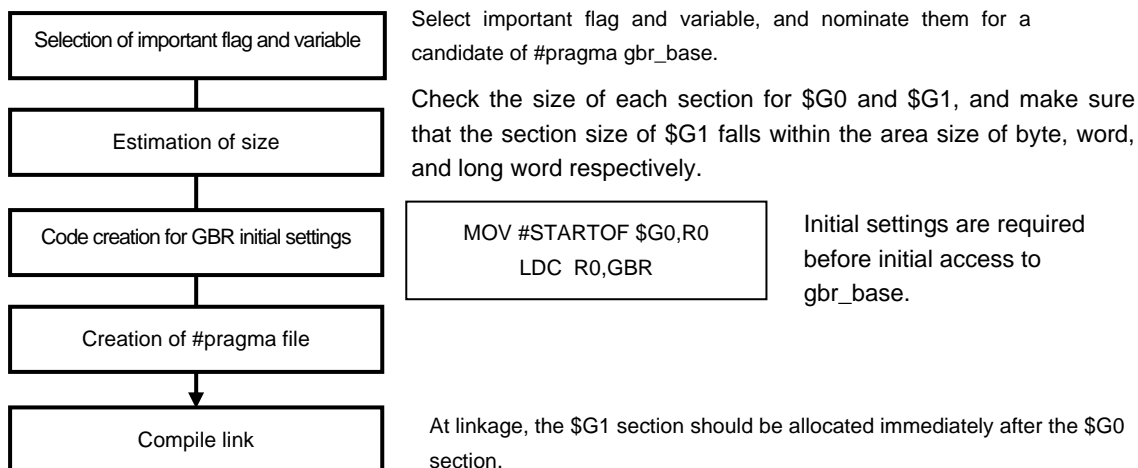 Selection of important flag and variable
Select important flag and variable, and nominate them for a
candidate of #pragma gbr_base.
Estimation of size
Check the size of each section for $G0 and $G1, and make sure
that the section size of $G1 falls within the area size of byte, word,
and long word respectively.
Code creation for GBR initial settings
MOV #STARTOF $G0,R0
LDC R0,GBR
Initial settings are required
before initial access to
gbr_base.
Creation of #pragma file
Compile link
At linkage, the $G1 section should be allocated immediately after the $G0
section.